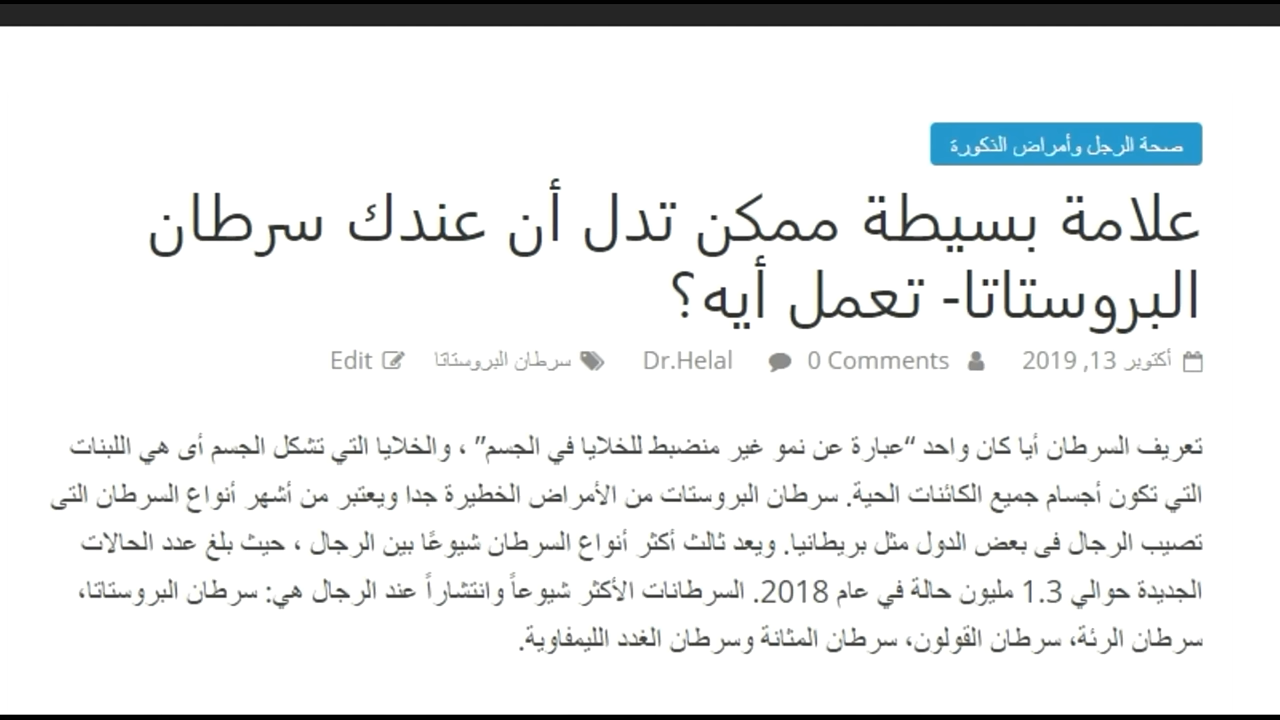 صحة الرجل وأمراض الذكورة
علامة بسيطة ممكن تدل أن عندك سرطان
البروستاتا- تعمل أيه؟
أكتوبر 13, 2019 0 Comments Dr.Helal سرطان البروستاتا Edit
تعريف السرطان أيا كان واحد “عبارة عن نمو غير منضبط للخلايا في الجسم” ، والخلايا التي تشكل الجسم أى هي اللبنات
التي تكون أجسام جميع الكائنات الحية. سرطان البروستات من الأمراض الخطيرة جدا ويعتبر من أشهر أنواع السرطان التى
تصيب الرجال فى بعض الدول مثل بريطانيا. ويعد ثالث أكثر أنواع السرطان شيوعًا بين الرجال ، حيث بلغ عدد الحالات
الجديدة حوالي 1.3 مليون حالة في عام 2018. السرطانات الأكثر شيوعاً وانتشاراً عند الرجال هي: سرطان البروستاتا،
سرطان الرئة، سرطان القولون، سرطان المثانة وسرطان الغدد الليمفاوية.